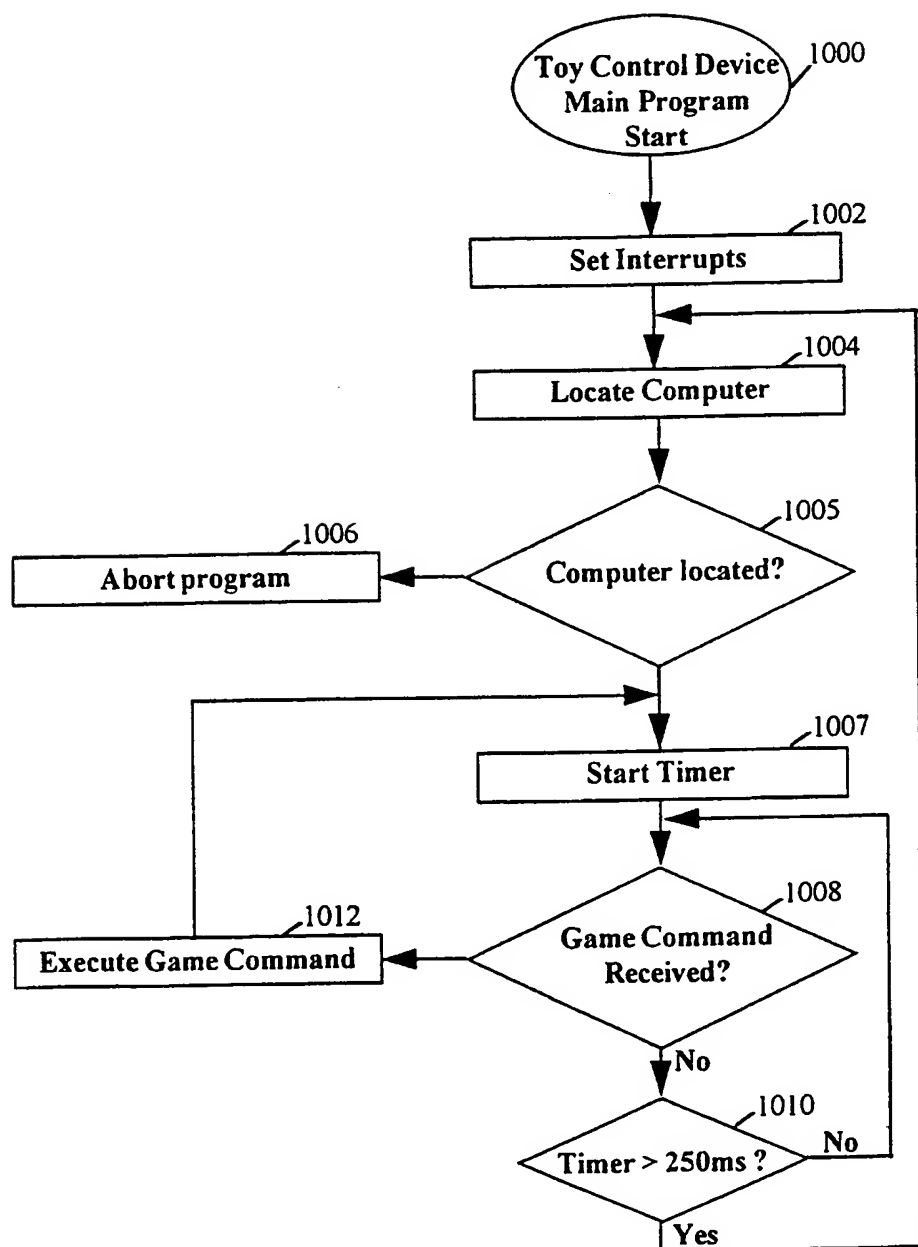 Toy Control Device
Main Program
Start
1000
1002
Set Interrupts
1004
Locate Computer
1005
Computer located?
1006
Abort program
1007
Start Timer
1008
Game Command
Received?
1012
Execute Game Command
No
1010
Timer > 250ms ?
No
Yes